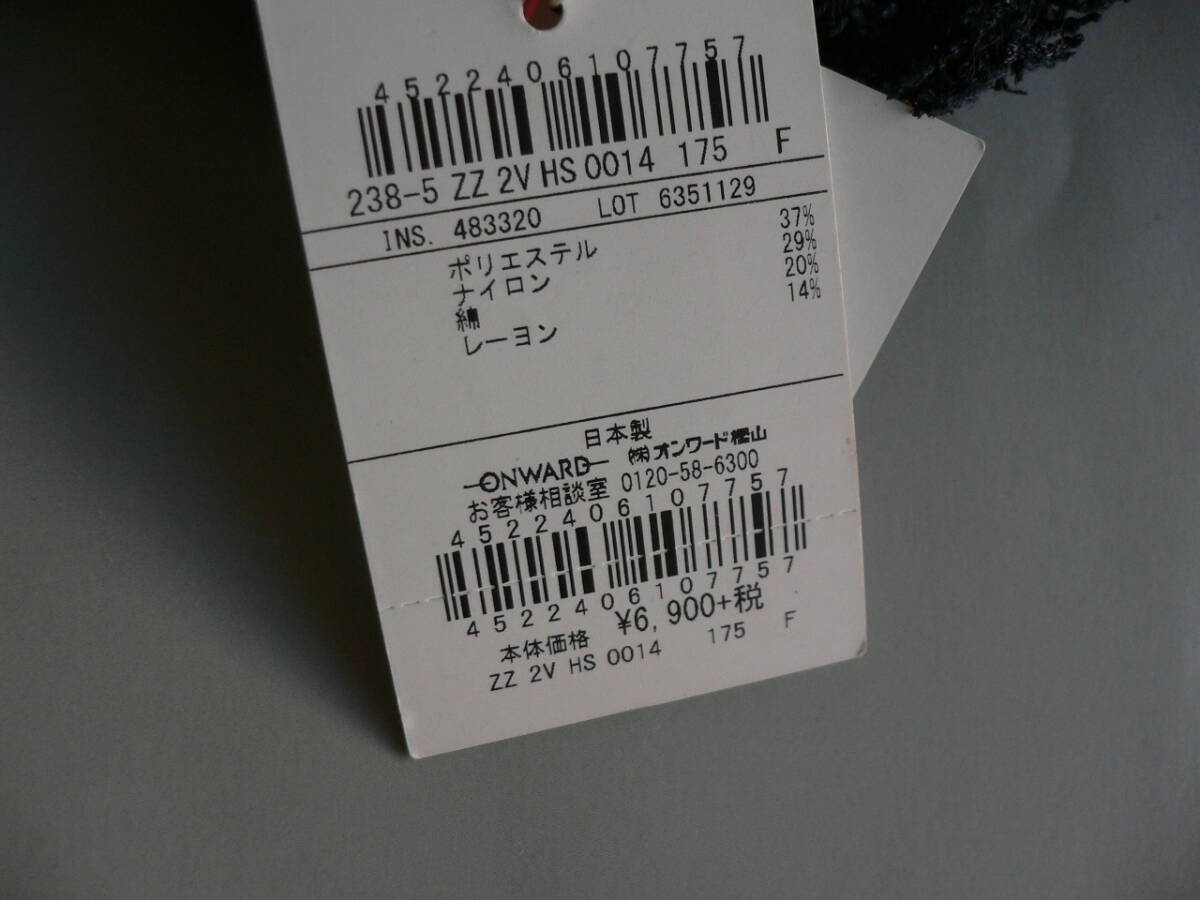 4522406107757
238-5 ZZ 2V HS 0014 175 F
INS. 483320 LOT 6351129
ポリエステル 37%
ナイロン 29%
綿 20%
レーヨン 14%
日本製
ONWARD ㈱オンワード樫山
お客様相談室 0120-58-6300
4522406107757
4522406107757
本体価格 ¥6,900+税
ZZ 2V HS 0014 175 F